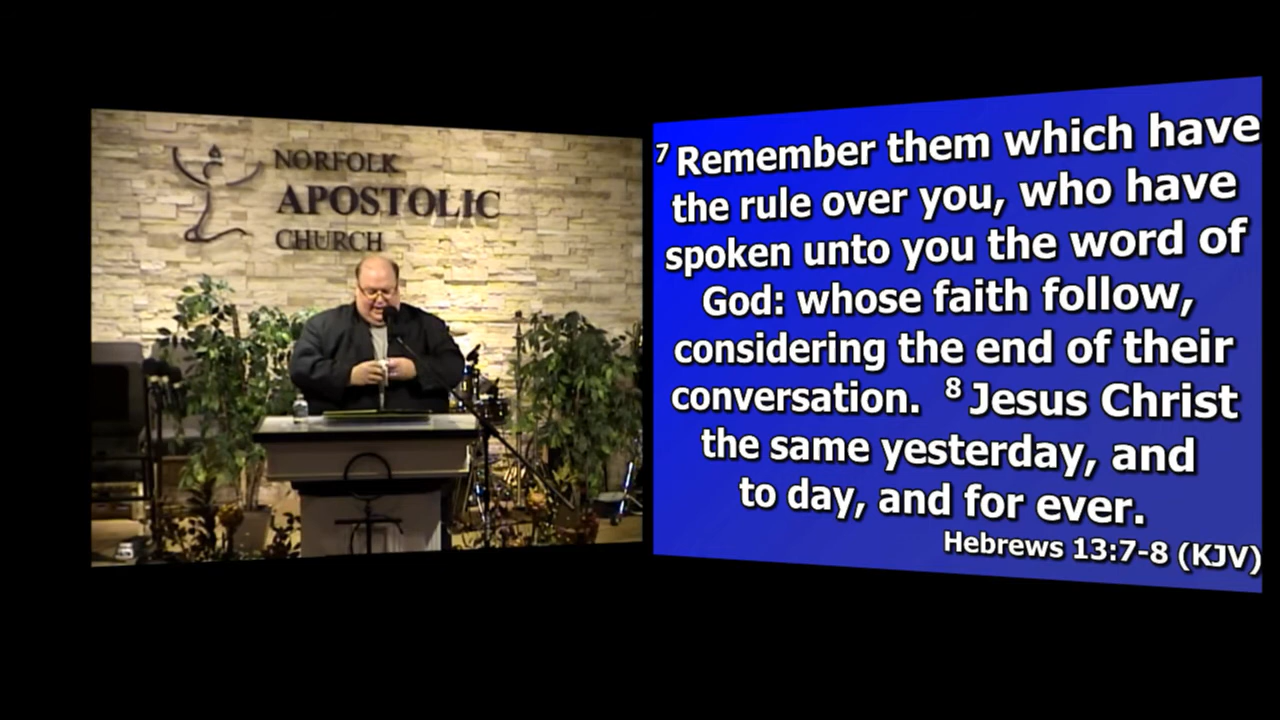 NORFOLK
APOSTOLIC
CHURCH
7 Remember them which have
the rule over you, who have
spoken unto you the word of
God: whose faith follow,
considering the end of their
conversation. 8 Jesus Christ
the same yesterday, and
to day, and for ever.
Hebrews 13:7-8 (KJV)